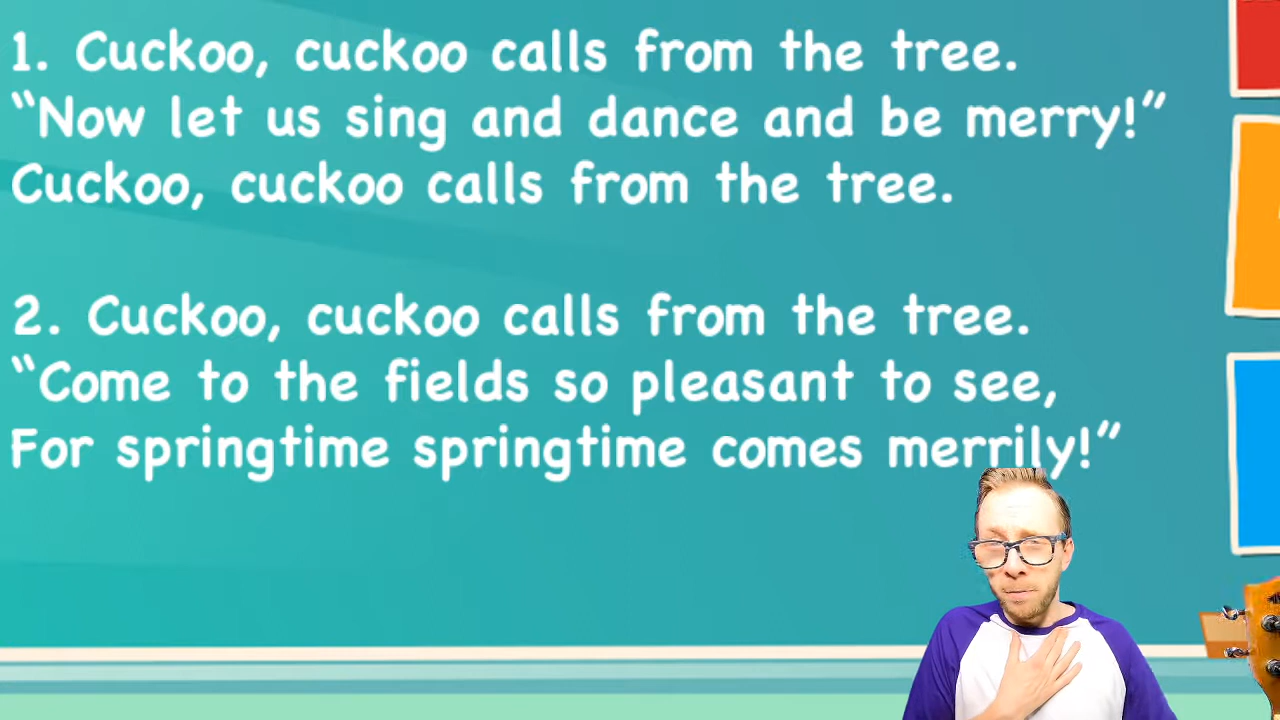 1. Cuckoo, cuckoo calls from the tree.
“Now let us sing and dance and be merry!”
Cuckoo, cuckoo calls from the tree.
2. Cuckoo, cuckoo calls from the tree.
“Come to the fields so pleasant to see,
For springtime springtime comes merrily!”